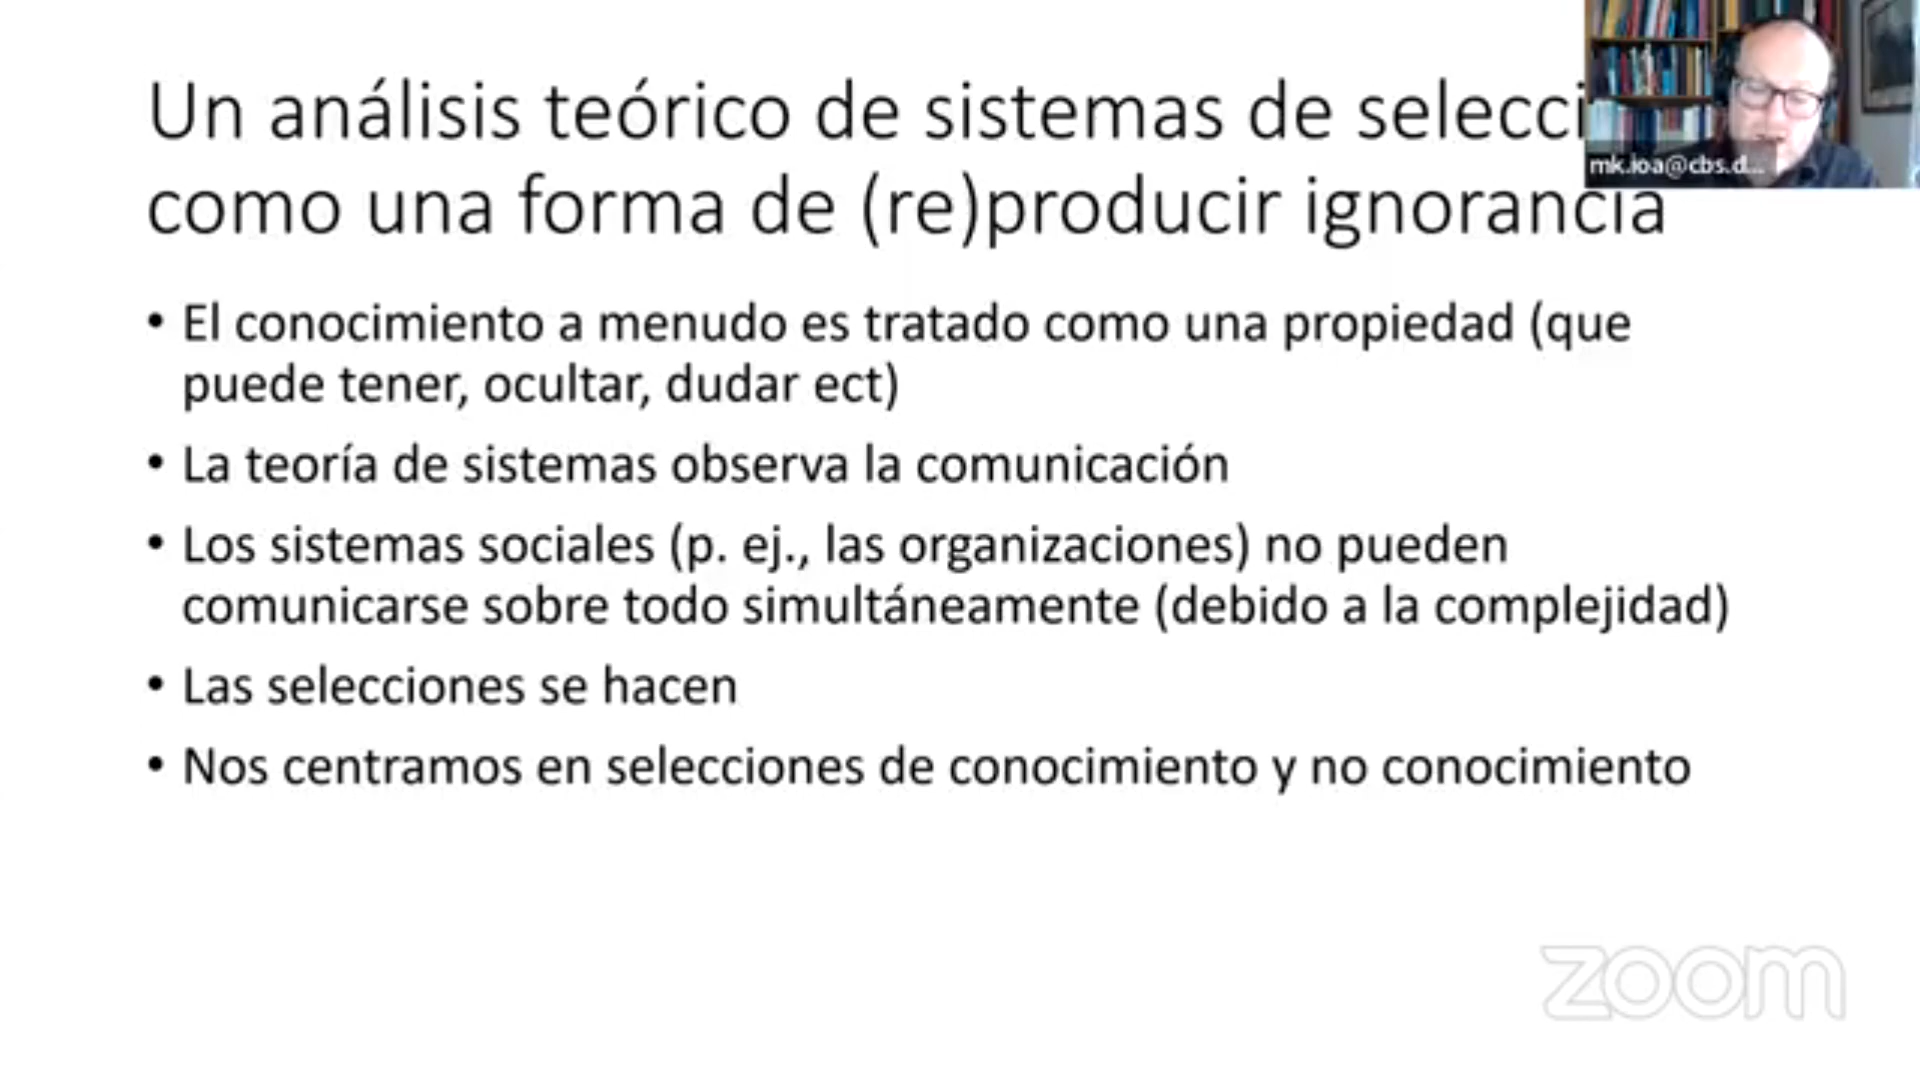 Un análisis teórico de sistemas de selecci
como una forma de (re)producir ignorancia
mk.ioa@cbs.d...
• El conocimiento a menudo es tratado como una propiedad (que
puede tener, ocultar, dudar ect)
• La teoría de sistemas observa la comunicación
• Los sistemas sociales (p. ej., las organizaciones) no pueden
comunicarse sobre todo simultáneamente (debido a la complejidad)
• Las selecciones se hacen
• Nos centramos en selecciones de conocimiento y no conocimiento
zoom